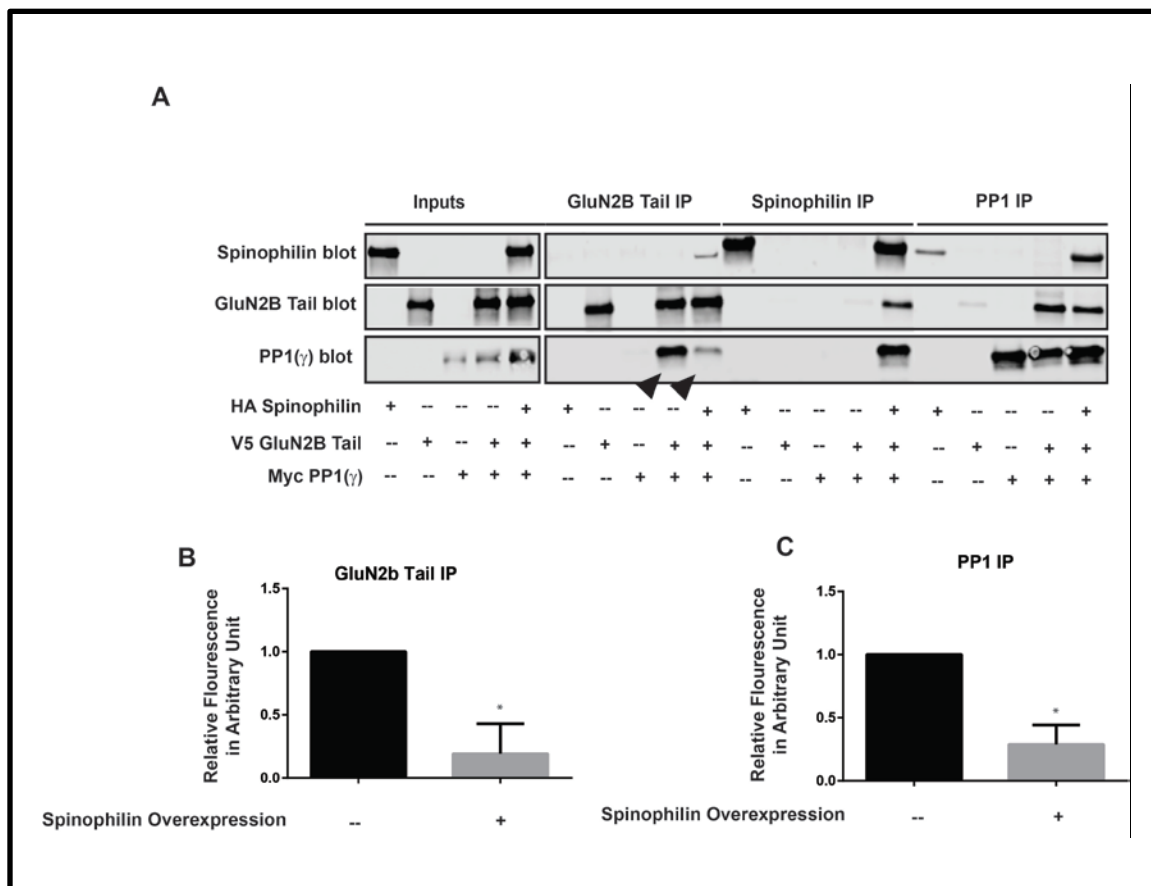 A
Inputs GluN2B Tail IP Spinophilin IP PP1 IP
Spinophilin blot
GluN2B Tail blot
PP1(γ) blot
HA Spinophilin + -- -- -- + + -- -- -- + + -- -- -- + + -- -- -- +
V5 GluN2B Tail -- + -- + + -- + -- + + -- + -- + + -- + -- + +
Myc PP1(γ) -- -- + + + -- -- + + + -- -- + + + -- -- + + +
B
GluN2b Tail IP
Relative Flourescence
in Arbitrary Unit
1.5
1.0
0.5
0.0
*
Spinophilin Overexpression -- +
C
PP1 IP
Relative Flourescence
in Arbitrary Unit
1.5
1.0
0.5
0.0
*
Spinophilin Overexpression -- +